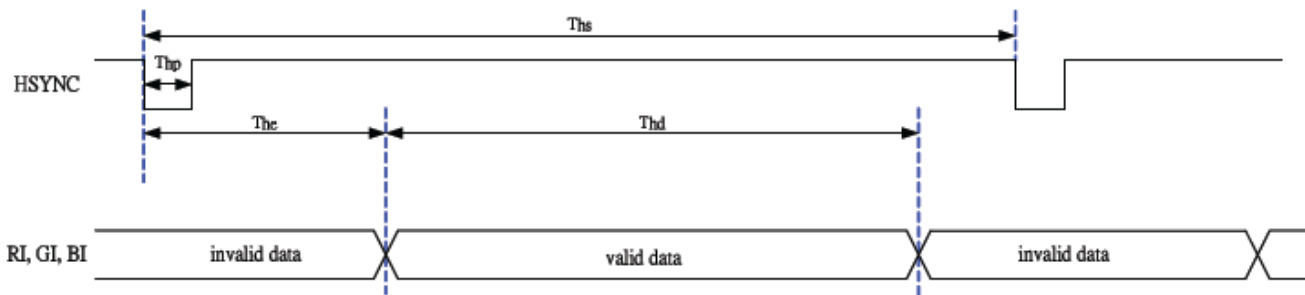 Ths
Thp
HSYNC
The
Thd
RI, GI, BI
invalid data
valid data
invalid data